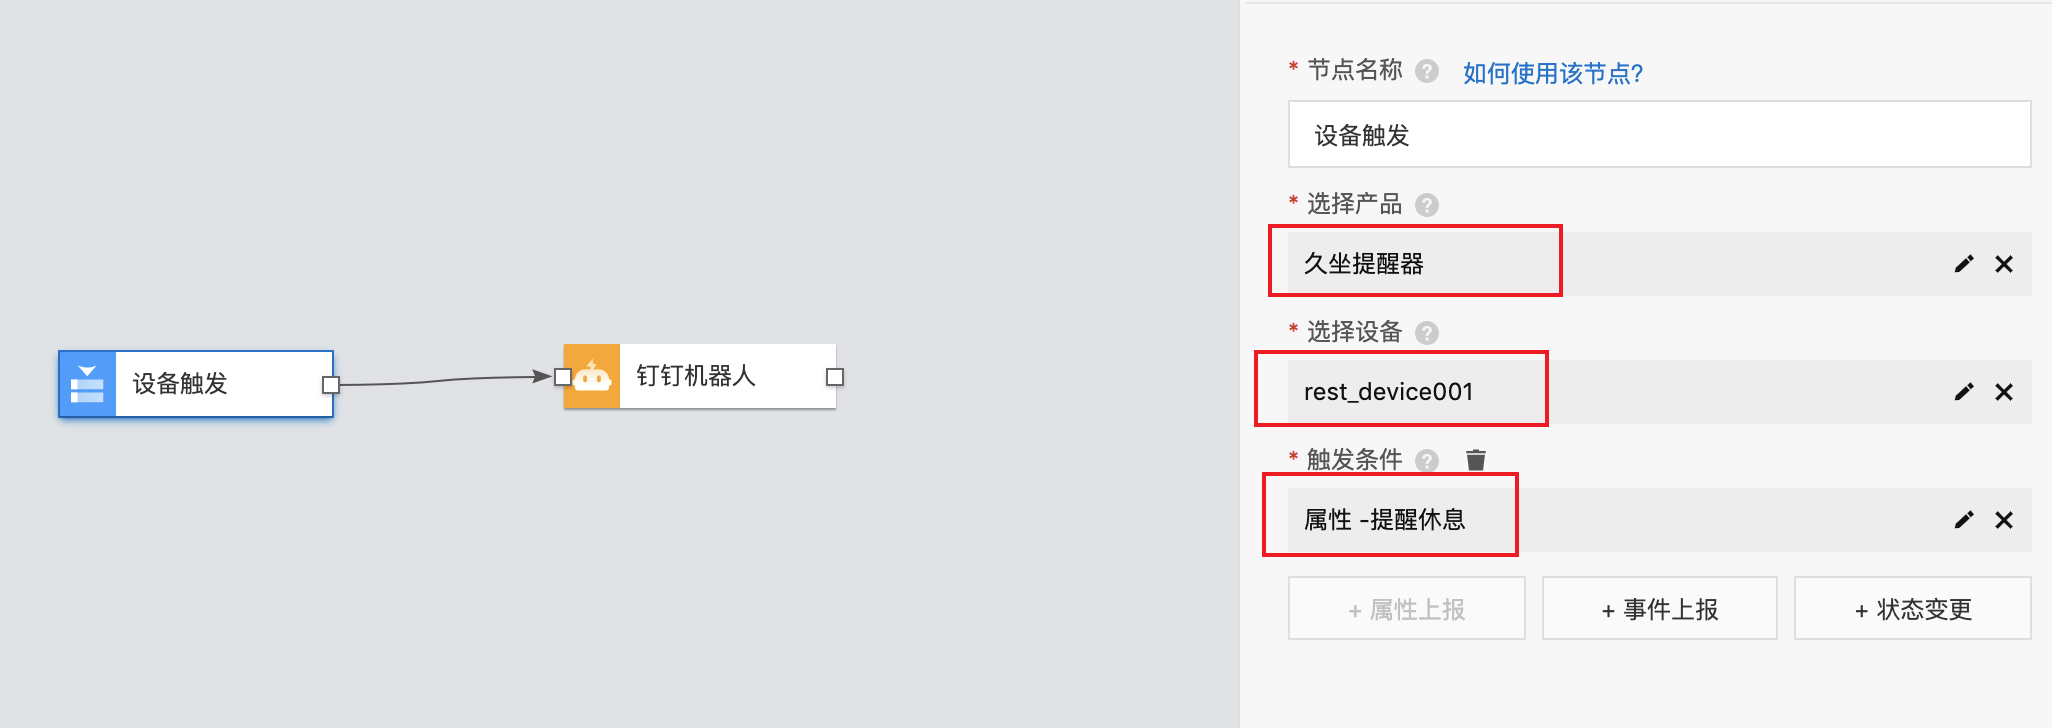 设备触发
钉钉机器人
* 节点名称 ? 如何使用该节点?
设备触发
* 选择产品 ?
久坐提醒器
* 选择设备 ?
rest_device001
* 触发条件 ?
属性 -提醒休息
+ 属性上报
+ 事件上报
+ 状态变更